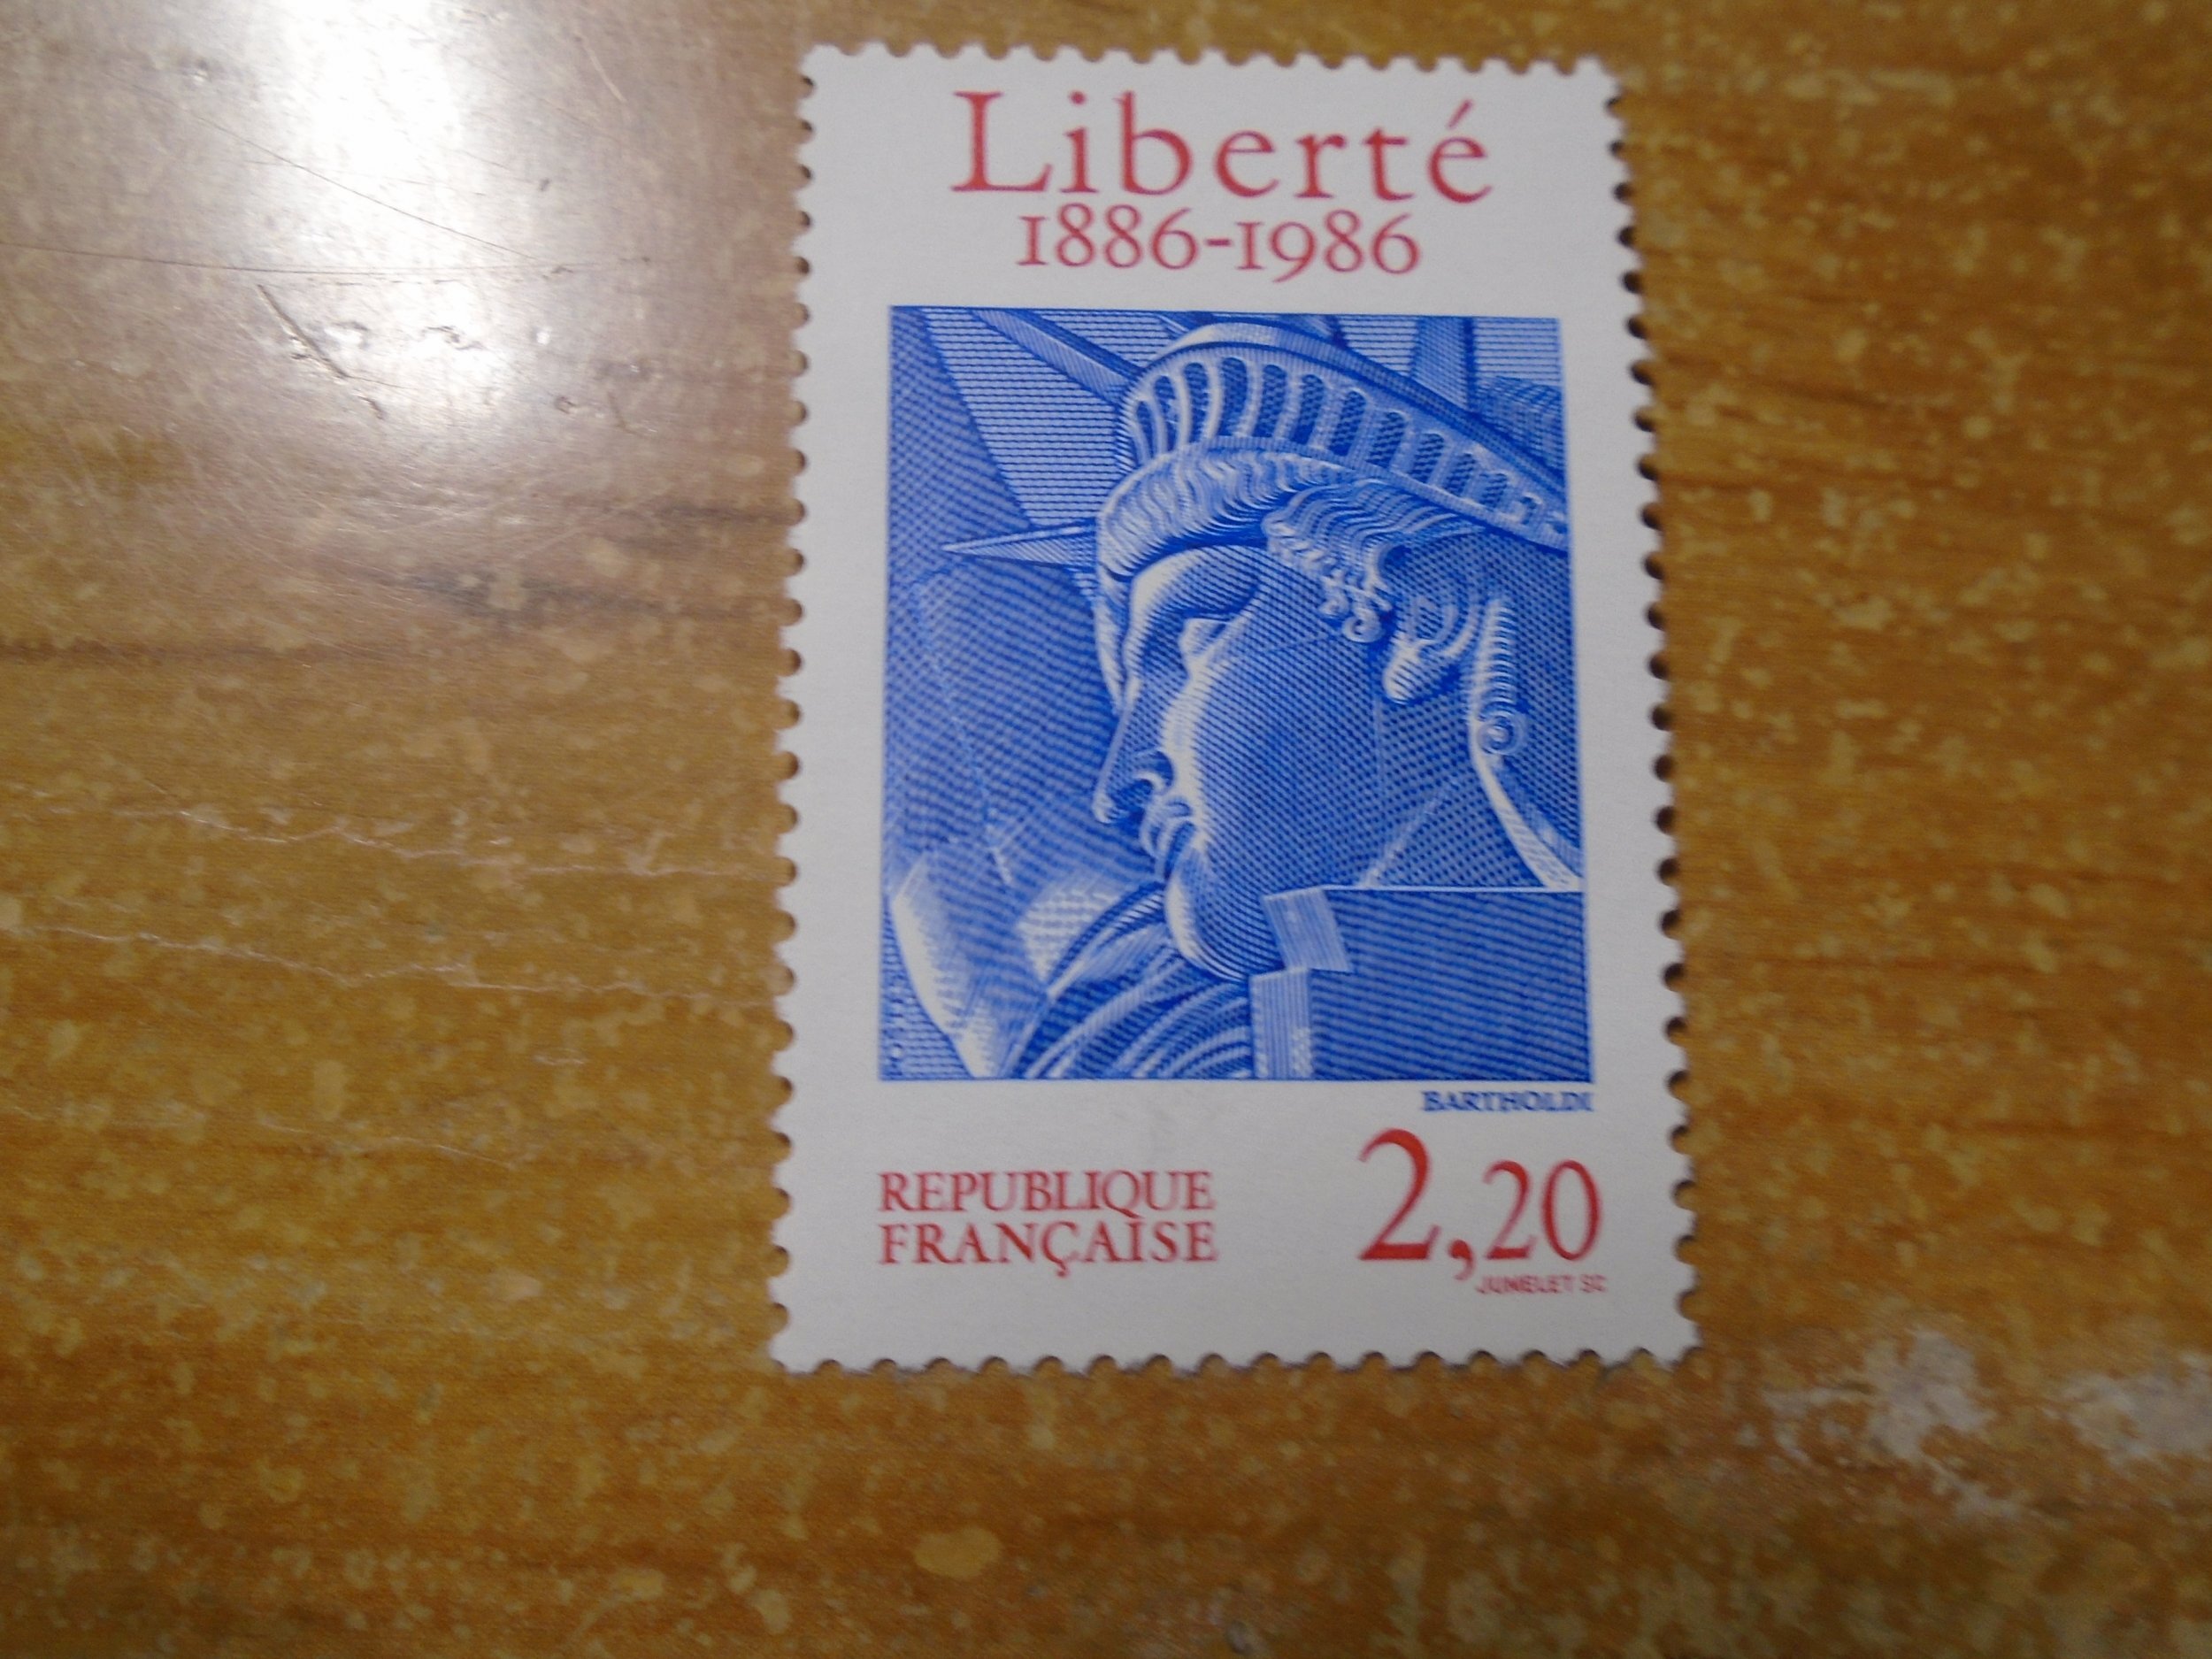 Liberté
1886-1986
BARTHOLDI
REPUBLIQUE
FRANÇAISE
2,20
JUMELET SC